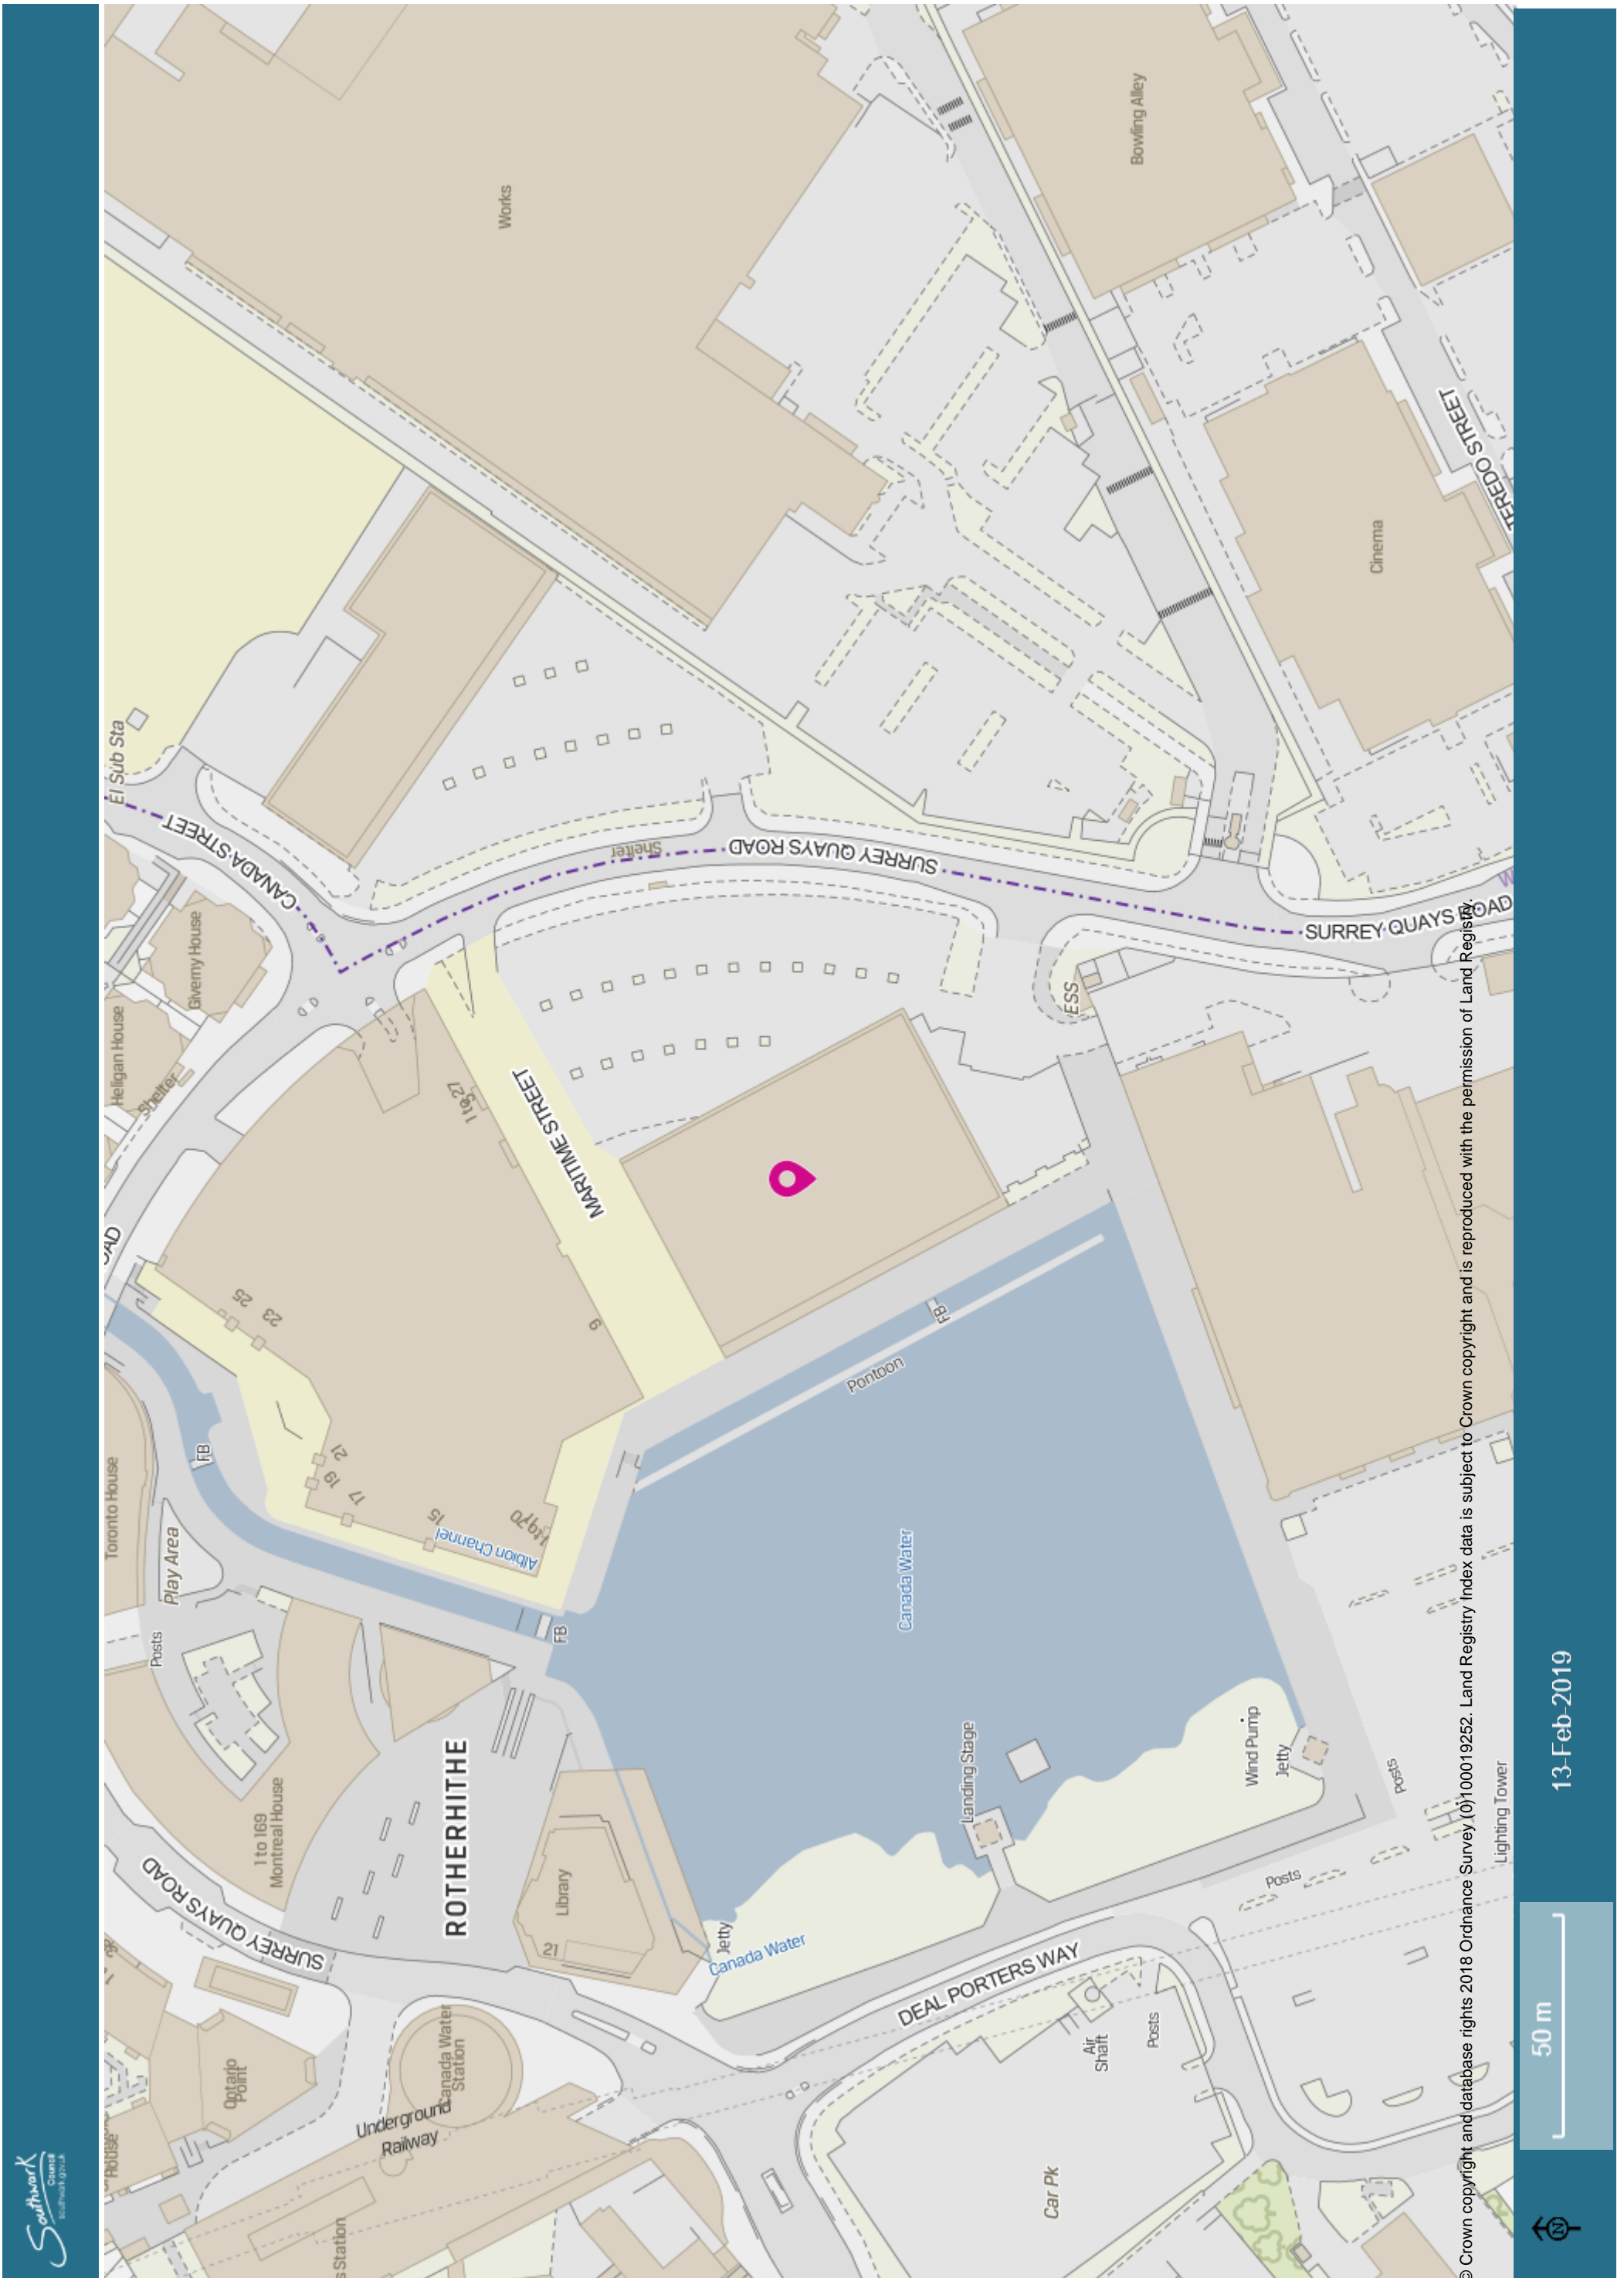 Southwark
Council
southwark.gov.uk
House
Ontario
Point
Canada Water
Station
Underground
Railway
s Station
SURREY QUAYS ROAD
1 to 169
Montreal House
Posts
Play Area
Toronto House
FB
ROTHERHITHE
Library
21
FB
Albion Channel
15
17
19
21
23
25
1 to 70
9
1 to 27
OAD
Shelter
Heligan House
Giverny House
CANADA STREET
El Sub Sta
MARITIME STREET
Shelter
SURREY QUAYS ROAD
Works
Bowling Alley
Cinema
TEREDO STREET
SURREY QUAYS ROAD
W
ESS
FB
Pontoon
Canada Water
Landing Stage
Wind Pump
Jetty
Jetty
Canada Water
DEAL PORTERS WAY
Air
Shaft
Posts
Posts
Posts
Lighting Tower
Car Pk
© Crown copyright and database rights 2018 Ordnance Survey (0)100019252. Land Registry Index data is subject to Crown copyright and is reproduced with the permission of Land Registry.
N
50 m
13-Feb-2019